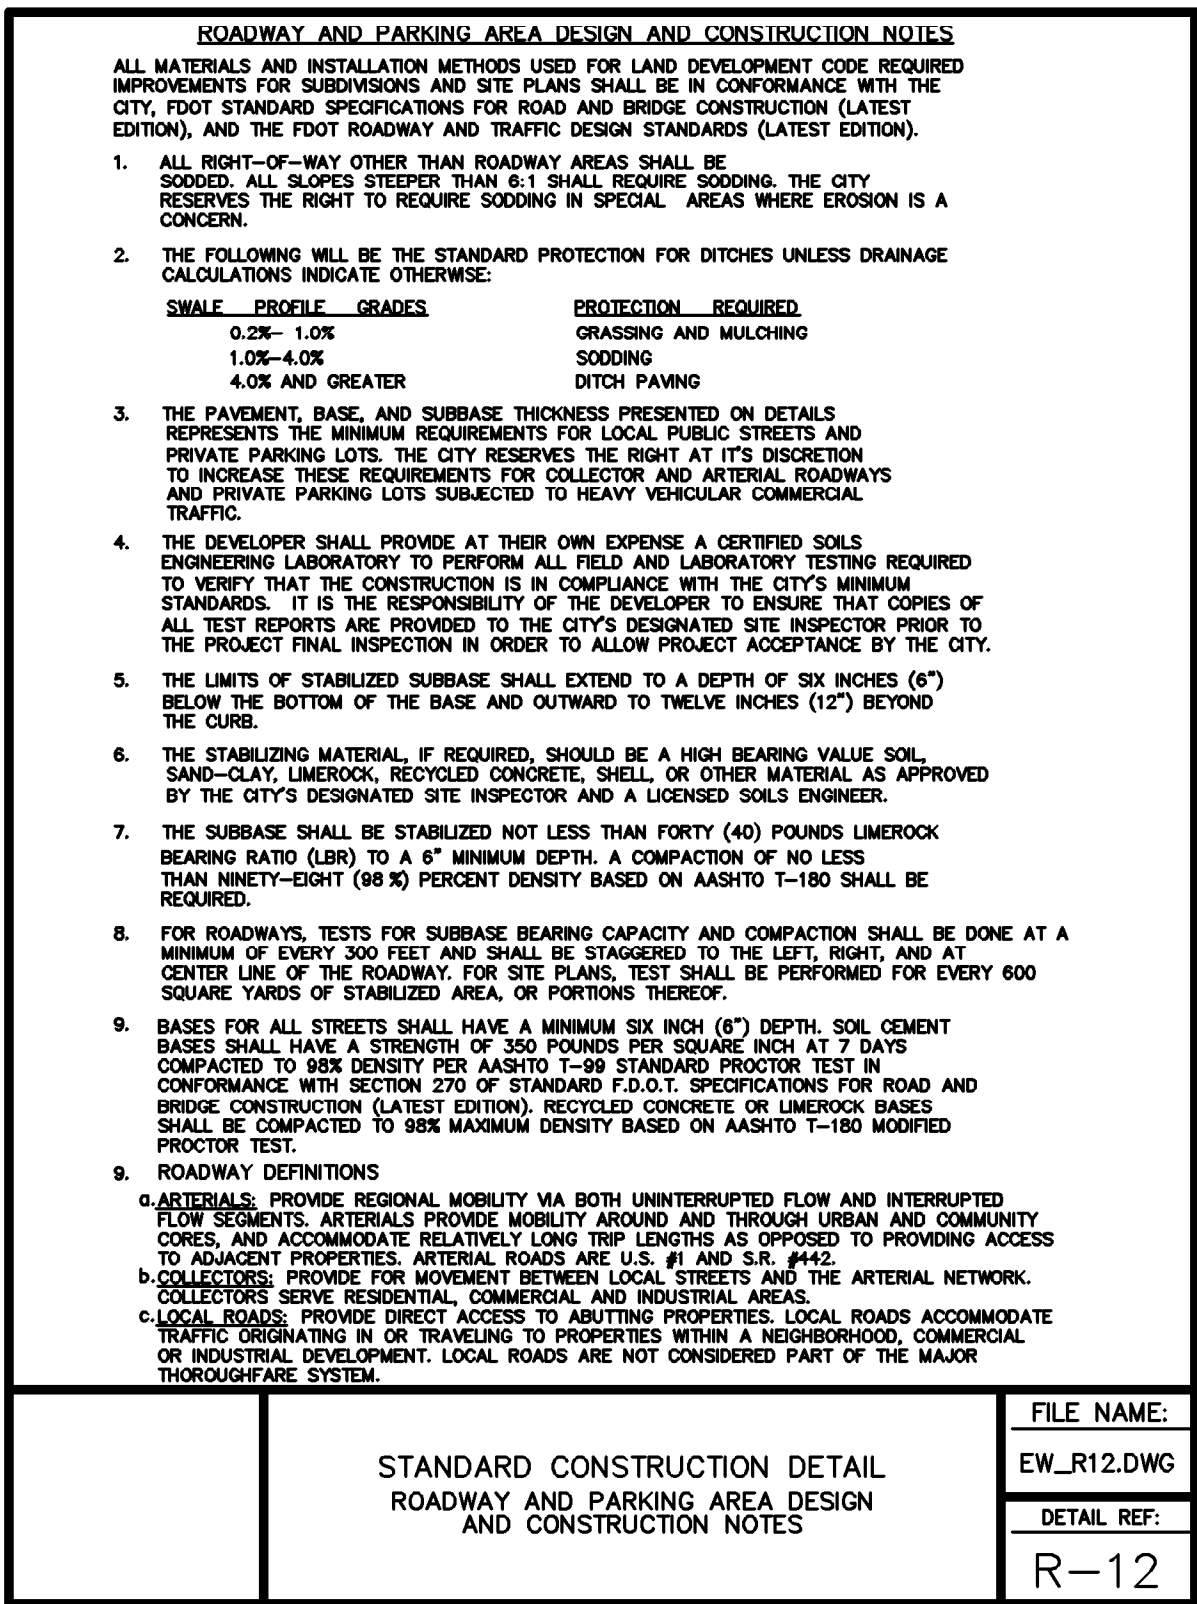 ROADWAY AND PARKING AREA DESIGN AND CONSTRUCTION NOTES
ALL MATERIALS AND INSTALLATION METHODS USED FOR LAND DEVELOPMENT CODE REQUIRED
IMPROVEMENTS FOR SUBDIVISIONS AND SITE PLANS SHALL BE IN CONFORMANCE WITH THE
CITY, FDOT STANDARD SPECIFICATIONS FOR ROAD AND BRIDGE CONSTRUCTION (LATEST
EDITION), AND THE FDOT ROADWAY AND TRAFFIC DESIGN STANDARDS (LATEST EDITION).
1. ALL RIGHT-OF-WAY OTHER THAN ROADWAY AREAS SHALL BE
SODDED. ALL SLOPES STEEPER THAN 6:1 SHALL REQUIRE SODDING. THE CITY
RESERVES THE RIGHT TO REQUIRE SODDING IN SPECIAL AREAS WHERE EROSION IS A
CONCERN.
2. THE FOLLOWING WILL BE THE STANDARD PROTECTION FOR DITCHES UNLESS DRAINAGE
CALCULATIONS INDICATE OTHERWISE:
SWALE PROFILE GRADES PROTECTION REQUIRED
0.2%- 1.0% GRASSING AND MULCHING
1.0%-4.0% SODDING
4.0% AND GREATER DITCH PAVING
3. THE PAVEMENT, BASE, AND SUBBASE THICKNESS PRESENTED ON DETAILS
REPRESENTS THE MINIMUM REQUIREMENTS FOR LOCAL PUBLIC STREETS AND
PRIVATE PARKING LOTS. THE CITY RESERVES THE RIGHT AT IT'S DISCRETION
TO INCREASE THESE REQUIREMENTS FOR COLLECTOR AND ARTERIAL ROADWAYS
AND PRIVATE PARKING LOTS SUBJECTED TO HEAVY VEHICULAR COMMERCIAL
TRAFFIC.
4. THE DEVELOPER SHALL PROVIDE AT THEIR OWN EXPENSE A CERTIFIED SOILS
ENGINEERING LABORATORY TO PERFORM ALL FIELD AND LABORATORY TESTING REQUIRED
TO VERIFY THAT THE CONSTRUCTION IS IN COMPLIANCE WITH THE CITY'S MINIMUM
STANDARDS. IT IS THE RESPONSIBILITY OF THE DEVELOPER TO ENSURE THAT COPIES OF
ALL TEST REPORTS ARE PROVIDED TO THE CITY'S DESIGNATED SITE INSPECTOR PRIOR TO
THE PROJECT FINAL INSPECTION IN ORDER TO ALLOW PROJECT ACCEPTANCE BY THE CITY.
5. THE LIMITS OF STABILIZED SUBBASE SHALL EXTEND TO A DEPTH OF SIX INCHES (6")
BELOW THE BOTTOM OF THE BASE AND OUTWARD TO TWELVE INCHES (12") BEYOND
THE CURB.
6. THE STABILIZING MATERIAL, IF REQUIRED, SHOULD BE A HIGH BEARING VALUE SOIL,
SAND-CLAY, LIMEROCK, RECYCLED CONCRETE, SHELL, OR OTHER MATERIAL AS APPROVED
BY THE CITY'S DESIGNATED SITE INSPECTOR AND A LICENSED SOILS ENGINEER.
7. THE SUBBASE SHALL BE STABILIZED NOT LESS THAN FORTY (40) POUNDS LIMEROCK
BEARING RATIO (LBR) TO A 6" MINIMUM DEPTH. A COMPACTION OF NO LESS
THAN NINETY-EIGHT (98 %) PERCENT DENSITY BASED ON AASHTO T-180 SHALL BE
REQUIRED.
8. FOR ROADWAYS, TESTS FOR SUBBASE BEARING CAPACITY AND COMPACTION SHALL BE DONE AT A
MINIMUM OF EVERY 300 FEET AND SHALL BE STAGGERED TO THE LEFT, RIGHT, AND AT
CENTER LINE OF THE ROADWAY. FOR SITE PLANS, TEST SHALL BE PERFORMED FOR EVERY 600
SQUARE YARDS OF STABILIZED AREA, OR PORTIONS THEREOF.
9. BASES FOR ALL STREETS SHALL HAVE A MINIMUM SIX INCH (6") DEPTH. SOIL CEMENT
BASES SHALL HAVE A STRENGTH OF 350 POUNDS PER SQUARE INCH AT 7 DAYS
COMPACTED TO 98% DENSITY PER AASHTO T-99 STANDARD PROCTOR TEST IN
CONFORMANCE WITH SECTION 270 OF STANDARD F.D.O.T. SPECIFICATIONS FOR ROAD AND
BRIDGE CONSTRUCTION (LATEST EDITION). RECYCLED CONCRETE OR LIMEROCK BASES
SHALL BE COMPACTED TO 98% MAXIMUM DENSITY BASED ON AASHTO T-180 MODIFIED
PROCTOR TEST.
9. ROADWAY DEFINITIONS
a. ARTERIALS: PROVIDE REGIONAL MOBILITY VIA BOTH UNINTERRUPTED FLOW AND INTERRUPTED
FLOW SEGMENTS. ARTERIALS PROVIDE MOBILITY AROUND AND THROUGH URBAN AND COMMUNITY
CORES, AND ACCOMMODATE RELATIVELY LONG TRIP LENGTHS AS OPPOSED TO PROVIDING ACCESS
TO ADJACENT PROPERTIES. ARTERIAL ROADS ARE U.S. #1 AND S.R. #442.
b. COLLECTORS: PROVIDE FOR MOVEMENT BETWEEN LOCAL STREETS AND THE ARTERIAL NETWORK.
COLLECTORS SERVE RESIDENTIAL, COMMERCIAL AND INDUSTRIAL AREAS.
c. LOCAL ROADS: PROVIDE DIRECT ACCESS TO ABUTTING PROPERTIES. LOCAL ROADS ACCOMMODATE
TRAFFIC ORIGINATING IN OR TRAVELING TO PROPERTIES WITHIN A NEIGHBORHOOD, COMMERCIAL
OR INDUSTRIAL DEVELOPMENT. LOCAL ROADS ARE NOT CONSIDERED PART OF THE MAJOR
THOROUGHFARE SYSTEM.
STANDARD CONSTRUCTION DETAIL
ROADWAY AND PARKING AREA DESIGN
AND CONSTRUCTION NOTES
FILE NAME:
EW_R12.DWG
DETAIL REF:
R-12